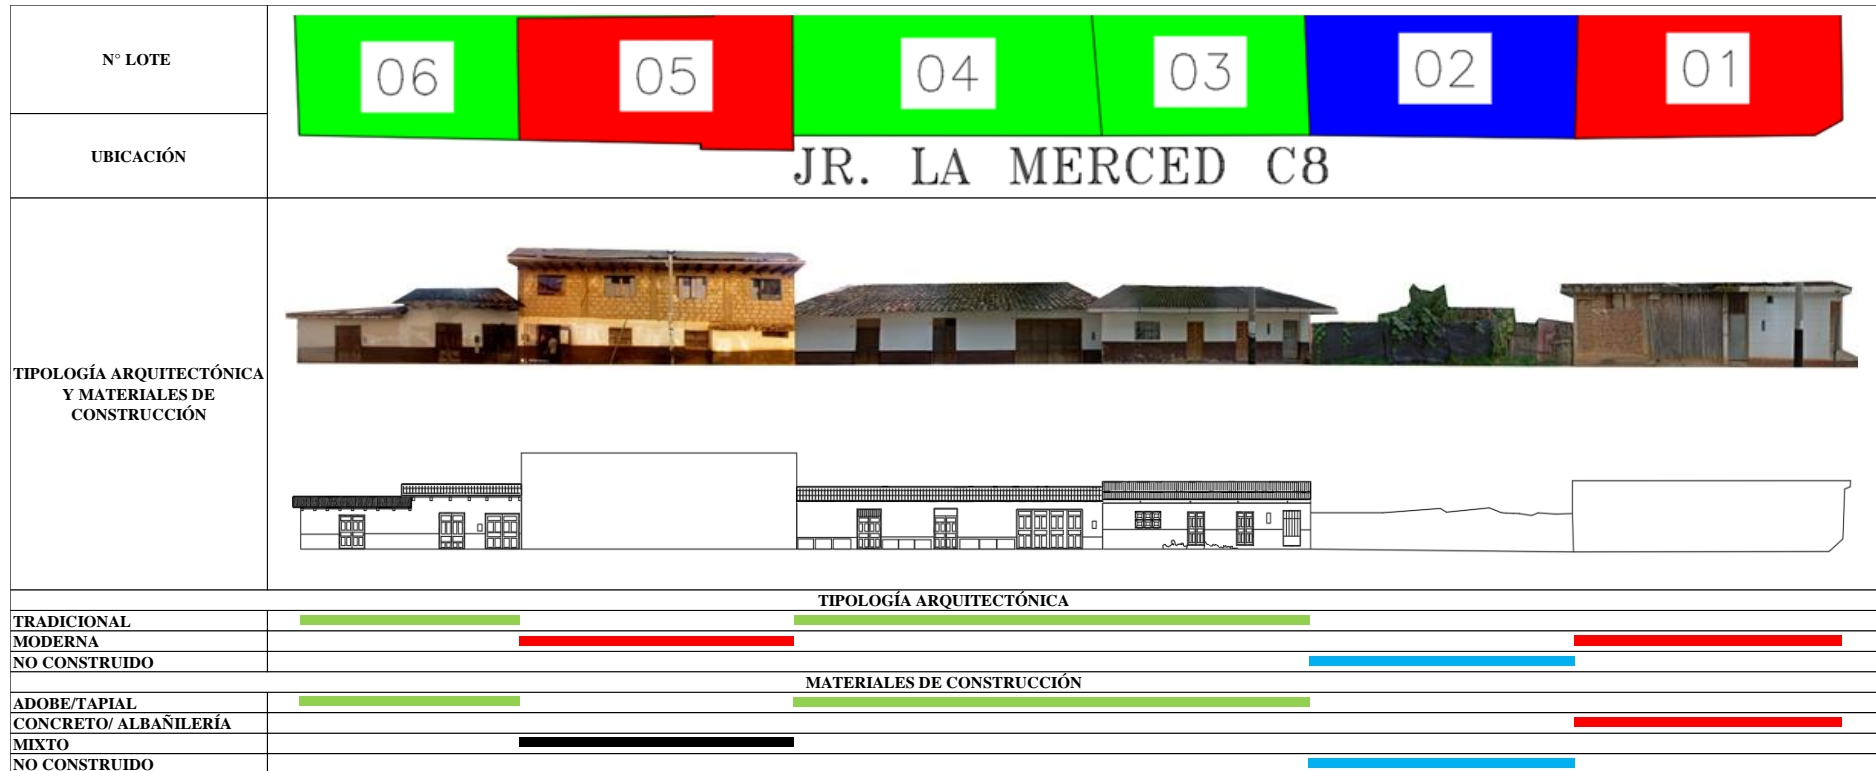 N° LOTE
06
05
04
03
02
01
UBICACIÓN
JR. LA MERCED C8
TIPOLOGÍA ARQUITECTÓNICA
Y MATERIALES DE
CONSTRUCCIÓN
TIPOLOGÍA ARQUITECTÓNICA
TRADICIONAL
MODERNA
NO CONSTRUIDO
MATERIALES DE CONSTRUCCIÓN
ADOBE/TAPIAL
CONCRETO/ ALBAÑILERÍA
MIXTO
NO CONSTRUIDO